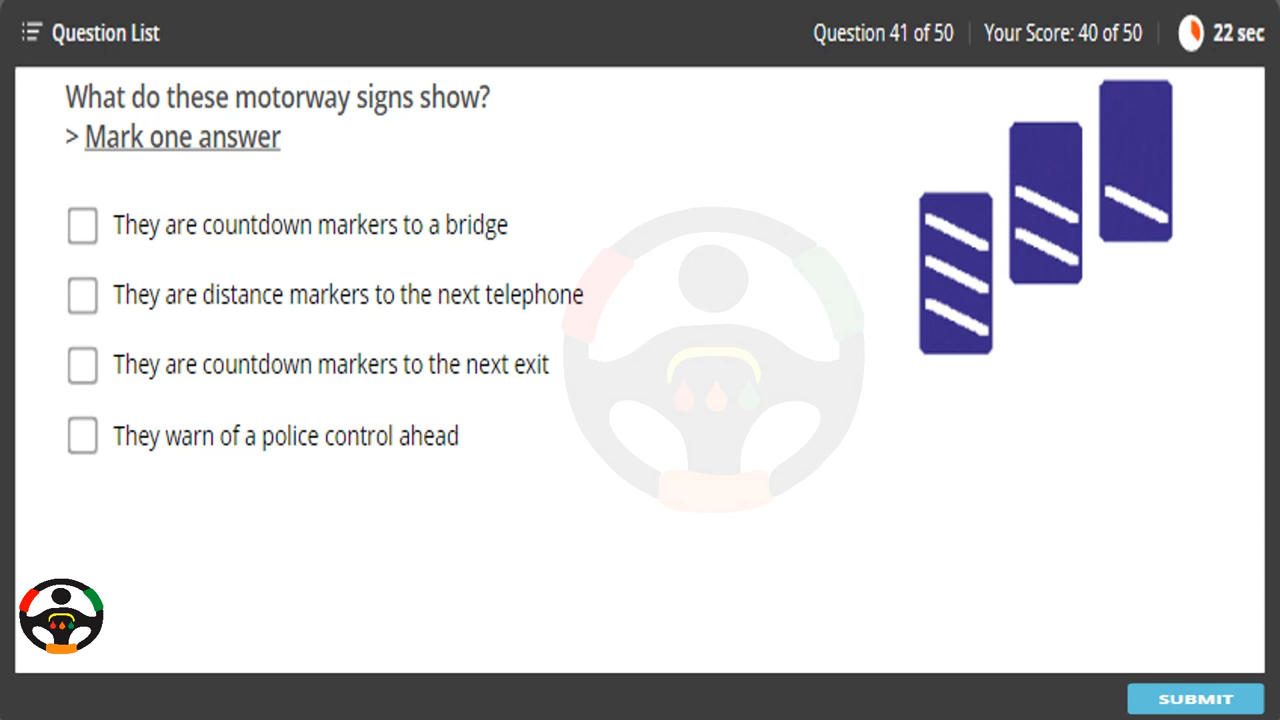 Question List
Question 41 of 50
Your Score: 40 of 50
22 sec
What do these motorway signs show?
> Mark one answer
They are countdown markers to a bridge
They are distance markers to the next telephone
They are countdown markers to the next exit
They warn of a police control ahead
SUBMIT